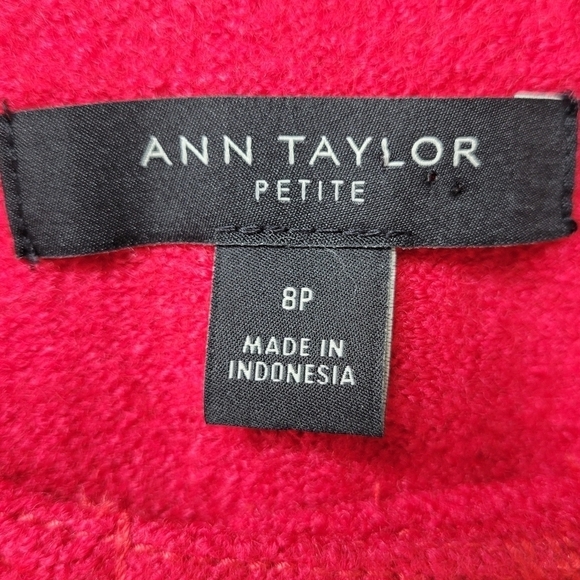 ANN TAYLOR
PETITE
8P
MADE IN
INDONESIA